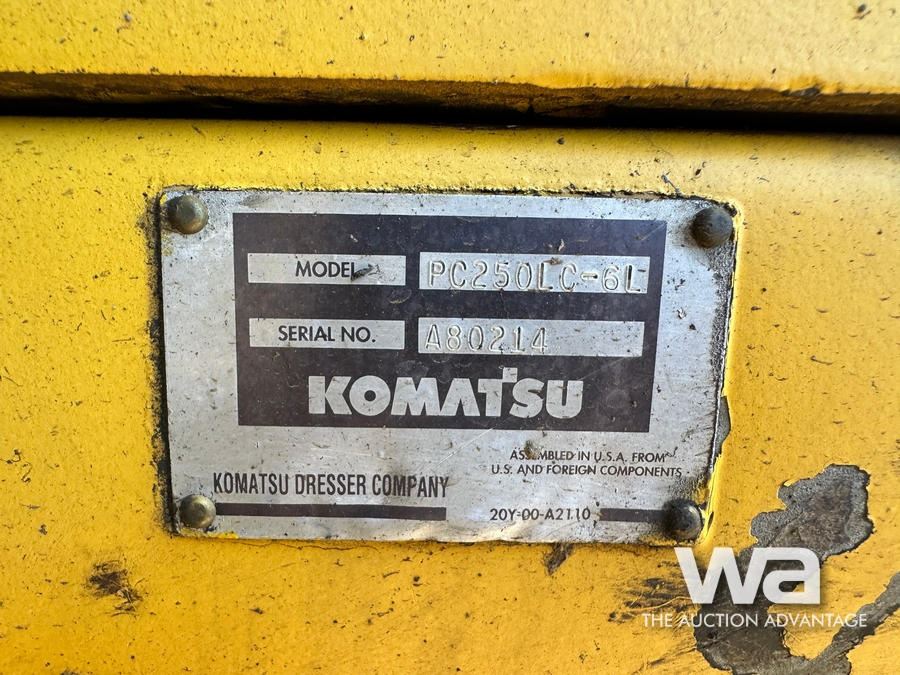 MODEL PC250LC-6L
SERIAL NO. A80214
KOMATSU
ASSEMBLED IN U.S.A. FROM
U.S. AND FOREIGN COMPONENTS
KOMATSU DRESSER COMPANY
20Y-00-A2110
wa
THE AUCTION ADVANTAGE